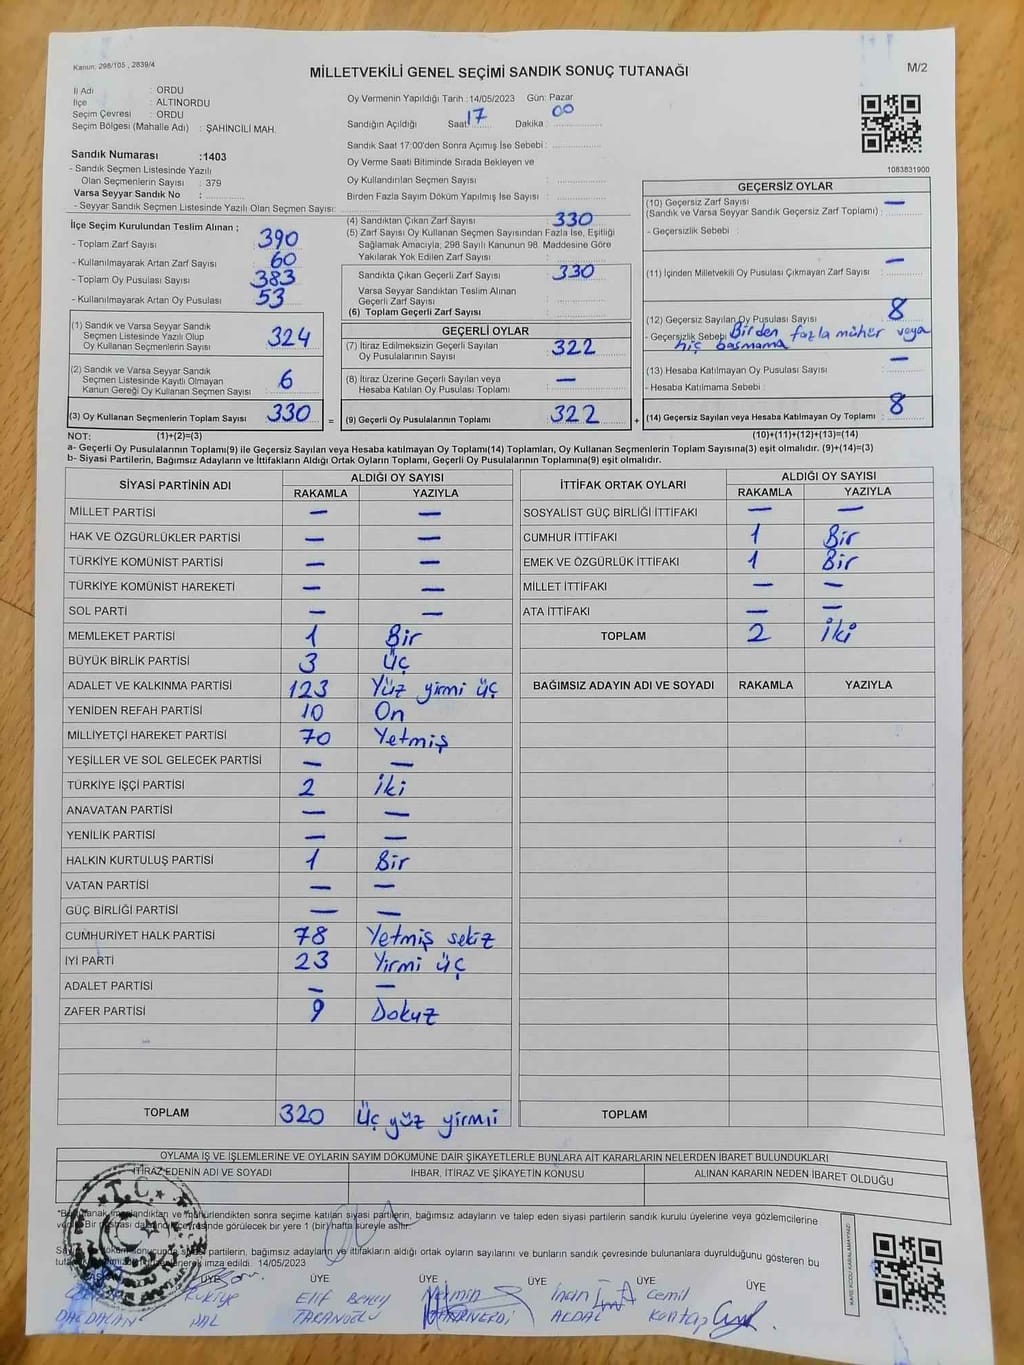 Kanun: 298/105 , 2839/4
MİLLETVEKİLİ GENEL SEÇİMİ SANDIK SONUÇ TUTANAĞI
M/2
İl Adı : ORDU
İlçe : ALTINORDU
Seçim Çevresi : ORDU
Seçim Bölgesi (Mahalle Adı) : ŞAHİNCİLİ MAH.
Sandık Numarası :1403
- Sandık Seçmen Listesinde Yazılı
Olan Seçmenlerin Sayısı : 379
Varsa Seyyar Sandık No :
- Seyyar Sandık Seçmen Listesinde Yazılı Olan Seçmen Sayısı:
Oy Vermenin Yapıldığı Tarih :14/05/2023 Gün: Pazar
Sandığın Açıldığı Saat 17 Dakika : 00
Sandık Saat 17:00'den Sonra Açımış İse Sebebi :
Oy Verme Saati Bitiminde Sırada Bekleyen ve
Oy Kullandırılan Seçmen Sayısı :
Birden Fazla Sayım Döküm Yapılmış İse Sayısı :
1083831900
İlçe Seçim Kurulundan Teslim Alınan ;
- Toplam Zarf Sayısı 390
- Kullanılmayarak Artan Zarf Sayısı 60
- Toplam Oy Pusulası Sayısı 383
- Kullanılmayarak Artan Oy Pusulası 53
(4) Sandıktan Çıkan Zarf Sayısı 330
(5) Zarf Sayısı Oy Kullanan Seçmen Sayısından Fazla İse, Eşitliği
Sağlamak Amacıyla; 298 Sayılı Kanunun 98. Maddesine Göre
Yakılarak Yok Edilen Zarf Sayısı :
Sandıkta Çıkan Geçerli Zarf Sayısı 330
Varsa Seyyar Sandıktan Teslim Alınan
Geçerli Zarf Sayısı :
(6) Toplam Geçerli Zarf Sayısı :
GEÇERSİZ OYLAR
(10) Geçersiz Zarf Sayısı —
(Sandık ve Varsa Seyyar Sandık Geçersiz Zarf Toplamı) :
- Geçersizlik Sebebi :
(11) İçinden Milletvekili Oy Pusulası Çıkmayan Zarf Sayısı : —
(12) Geçersiz Sayılan Oy Pusulası Sayısı : 8
- Geçersizlik Sebebi Birden fazla mühür veya
hiç basmama
(13) Hesaba Katılmayan Oy Pusulası Sayısı : —
- Hesaba Katılmama Sebebi :
(14) Geçersiz Sayılan veya Hesaba Katılmayan Oy Toplamı : 8
(1) Sandık ve Varsa Seyyar Sandık
Seçmen Listesinde Yazılı Olup
Oy Kullanan Seçmenlerin Sayısı 324
(2) Sandık ve Varsa Seyyar Sandık
Seçmen Listesinde Kayıtlı Olmayan
Kanun Gereği Oy Kullanan Seçmen Sayısı 6
(3) Oy Kullanan Seçmenlerin Toplam Sayısı 330 =
GEÇERLİ OYLAR
(7) İtiraz Edilmeksizin Geçerli Sayılan
Oy Pusulalarının Sayısı : 322
(8) İtiraz Üzerine Geçerli Sayılan veya
Hesaba Katılan Oy Pusulası Toplamı : —
(9) Geçerli Oy Pusulalarının Toplamı : 322 +
NOT: (1)+(2)=(3) (10)+(11)+(12)+(13)=(14)
a- Geçerli Oy Pusulalarının Toplamı(9) ile Geçersiz Sayılan veya Hesaba katılmayan Oy Toplamı(14) Toplamları, Oy Kullanan Seçmenlerin Toplam Sayısına(3) eşit olmalıdır. (9)+(14)=(3)
b- Siyasi Partilerin, Bağımsız Adayların ve İttifakların Aldığı Ortak Oyların Toplamı, Geçerli Oy Pusulalarının Toplamına(9) eşit olmalıdır.
SİYASİ PARTİNİN ADI ALDIĞI OY SAYISI
RAKAMLA YAZIYLA
MİLLET PARTİSİ — —
HAK VE ÖZGÜRLÜKLER PARTİSİ — —
TÜRKİYE KOMÜNİST PARTİSİ — —
TÜRKİYE KOMÜNİST HAREKETİ — —
SOL PARTİ — —
MEMLEKET PARTİSİ 1 Bir
BÜYÜK BİRLİK PARTİSİ 3 üç
ADALET VE KALKINMA PARTİSİ 123 Yüz yirmi üç
YENİDEN REFAH PARTİSİ 10 On
MİLLİYETÇİ HAREKET PARTİSİ 70 Yetmiş
YEŞİLLER VE SOL GELECEK PARTİSİ — —
TÜRKİYE İŞÇİ PARTİSİ 2 iki
ANAVATAN PARTİSİ — —
YENİLİK PARTİSİ — —
HALKIN KURTULUŞ PARTİSİ 1 Bir
VATAN PARTİSİ — —
GÜÇ BİRLİĞİ PARTİSİ — —
CUMHURİYET HALK PARTİSİ 78 Yetmiş sekiz
İYİ PARTİ 23 Yirmi üç
ADALET PARTİSİ — —
ZAFER PARTİSİ 9 Dokuz
TOPLAM 320 Üç yüz yirmi
İTTİFAK ORTAK OYLARI ALDIĞI OY SAYISI
RAKAMLA YAZIYLA
SOSYALİST GÜÇ BİRLİĞİ İTTİFAKI — —
CUMHUR İTTİFAKI 1 Bir
EMEK VE ÖZGÜRLÜK İTTİFAKI 1 Bir
MİLLET İTTİFAKI — —
ATA İTTİFAKI — —
TOPLAM 2 İki
BAĞIMSIZ ADAYIN ADI VE SOYADI RAKAMLA YAZIYLA
TOPLAM
OYLAMA İŞ VE İŞLEMLERİNE VE OYLARIN SAYIM DÖKÜMÜNE DAİR ŞİKAYETLERLE BUNLARA AİT KARARLARIN NELERDEN İBARET BULUNDUKLARI
İTİRAZ EDENİN ADI VE SOYADI İHBAR, İTİRAZ VE ŞİKAYETİN KONUSU ALINAN KARARIN NEDEN İBARET OLDUĞU
imzalandıktan ve mühürlendikten sonra seçime katılan siyasi partilerin, bağımsız adayların ve talep eden siyasi partilerin sandık kurulu üyelerine veya gözlemcilerine
Bir çevresinde görülecek bir yere 1 (bir) hafta süreyle asılır.
T.C.
partilerin, bağımsız adayların ve ittifakların aldığı ortak oyların sayılarını ve bunların sandık çevresinde bulunanlara duyrulduğunu gösteren bu
imza edildi. 14/05/2023
ÜYE ÜYE ÜYE ÜYE ÜYE ÜYE
Rukiye Elif Beney Nermin İnan Cemil
DALDALAN DAL TARANOĞLU TANRIVERDİ AKDAL
KARE KODU KARALAMAYINIZ!